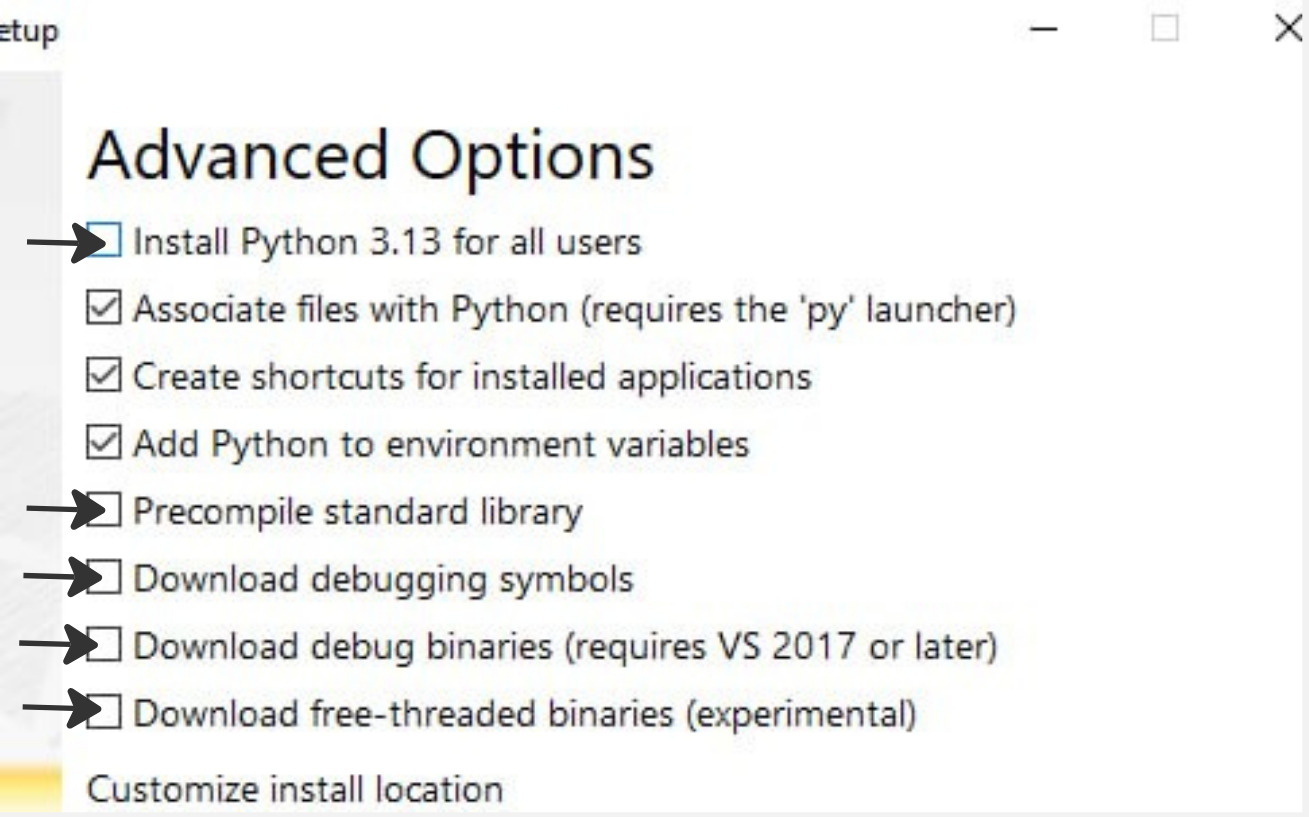 etup
Advanced Options
Install Python 3.13 for all users
Associate files with Python (requires the 'py' launcher)
Create shortcuts for installed applications
Add Python to environment variables
Precompile standard library
Download debugging symbols
Download debug binaries (requires VS 2017 or later)
Download free-threaded binaries (experimental)
Customize install location